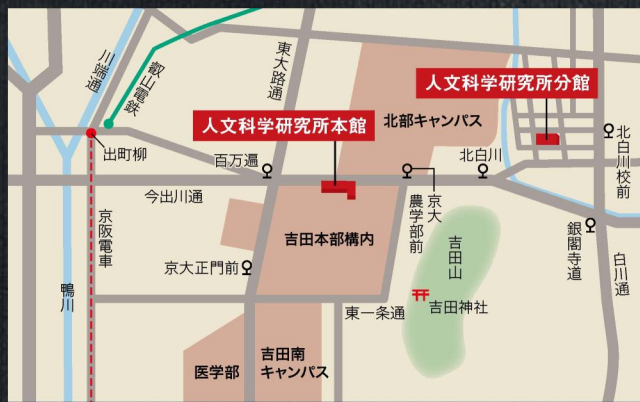 川端通
叡山電鉄
東大路通
人文科学研究所分館
北部キャンパス
人文科学研究所本館
北白川校前
出町柳
百万遍
北白川
今出川通
京大
農学部前
京阪電車
吉田本部構内
吉田山
銀閣寺道
白川通
京大正門前
鴨川
吉田神社
東一条通
医学部
吉田南
キャンパス